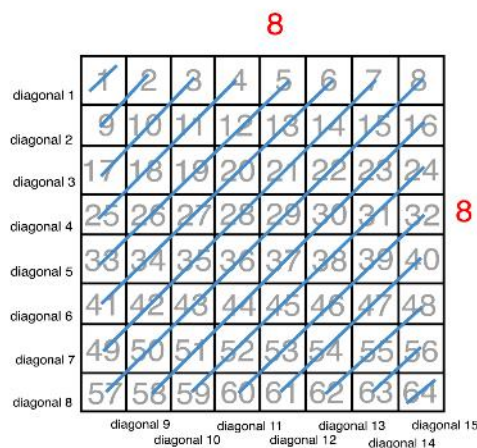 8
diagonal 1 1 2 3 4 5 6 7 8
diagonal 2 9 10 11 12 13 14 15 16
diagonal 3 17 18 19 20 21 22 23 24
diagonal 4 25 26 27 28 29 30 31 32 8
diagonal 5 33 34 35 36 37 38 39 40
diagonal 6 41 42 43 44 45 46 47 48
diagonal 7 49 50 51 52 53 54 55 56
diagonal 8 57 58 59 60 61 62 63 64
diagonal 9 diagonal 11 diagonal 13 diagonal 15
diagonal 10 diagonal 12 diagonal 14